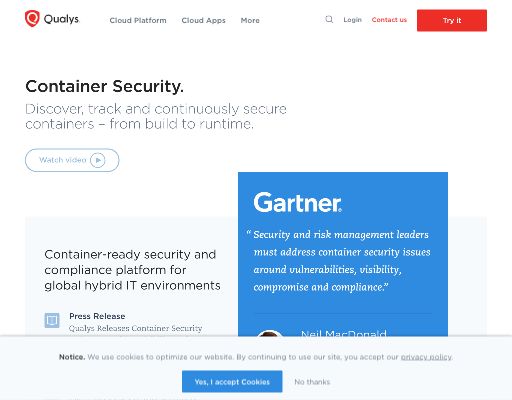 Qualys.
Cloud Platform
Cloud Apps
More
Login
Contact us
Try it
Container Security.
Discover, track and continuously secure
containers – from build to runtime.
Watch video
Gartner®
“ Security and risk management leaders
must address container security issues
around vulnerabilities, visibility,
compromise and compliance.”
Neil MacDonald
Container-ready security and
compliance platform for
global hybrid IT environments
Press Release
Qualys Releases Container Security
Notice. We use cookies to optimize our website. By continuing to use our site, you accept our privacy policy.
Yes, I accept Cookies
No thanks